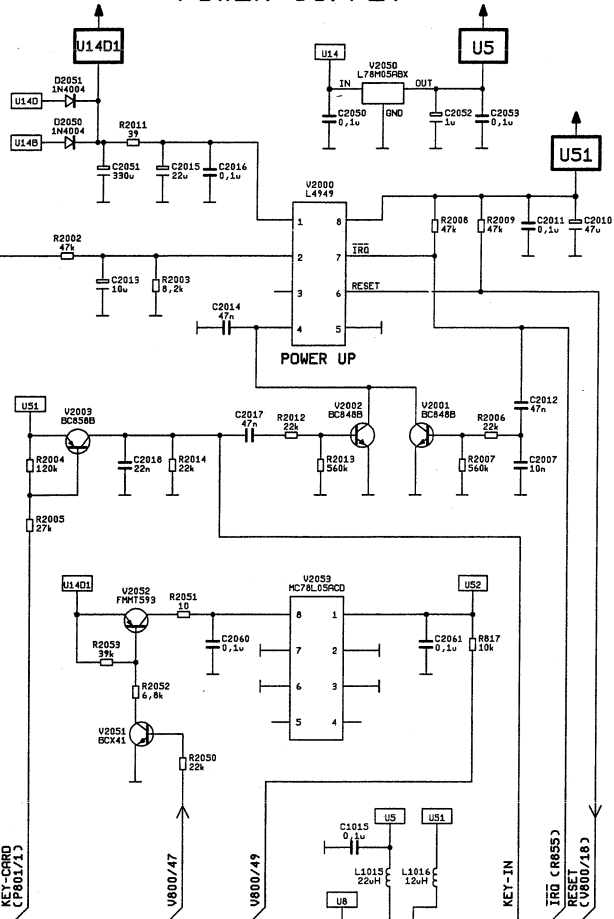 U14D1
U5
U14
V2050
L78M05ABX
D2051
1N4004
IN
OUT
U14D
GND
C2050
0,1u
C2052
1u
C2053
0,1u
D2050
1N4004
U14B
R2011
39
U51
C2051
330u
C2015
22u
C2016
0,1u
V2000
L4949
1
8
R2008
47k
R2009
47k
C2011
0,1u
C2010
47u
R2002
47k
2
7
IRQ
C2013
10u
R2003
8,2k
3
6
RESET
C2014
47n
4
5
POWER UP
U51
V2003
BC858B
V2002
BC848B
V2001
BC848B
C2012
47n
C2017
47n
R2012
22k
R2006
22k
R2004
120k
C2018
22n
R2014
22k
R2013
560k
R2007
560k
C2007
10n
R2005
27k
U14D1
V2052
FMMT593
R2051
10
V2053
MC78L05ACD
U52
8
1
R2053
39k
C2060
0,1u
7
2
C2061
0,1u
R817
10k
R2052
6,8k
6
3
V2051
BCX41
5
4
R2050
22k
C1015
0,1u
U5
U51
L1015
22uH
L1016
12uH
U8
KEY-CARD
(P801/1)
V800/47
V800/49
KEY-IN
IRQ (R855)
RESET
(V800/18)